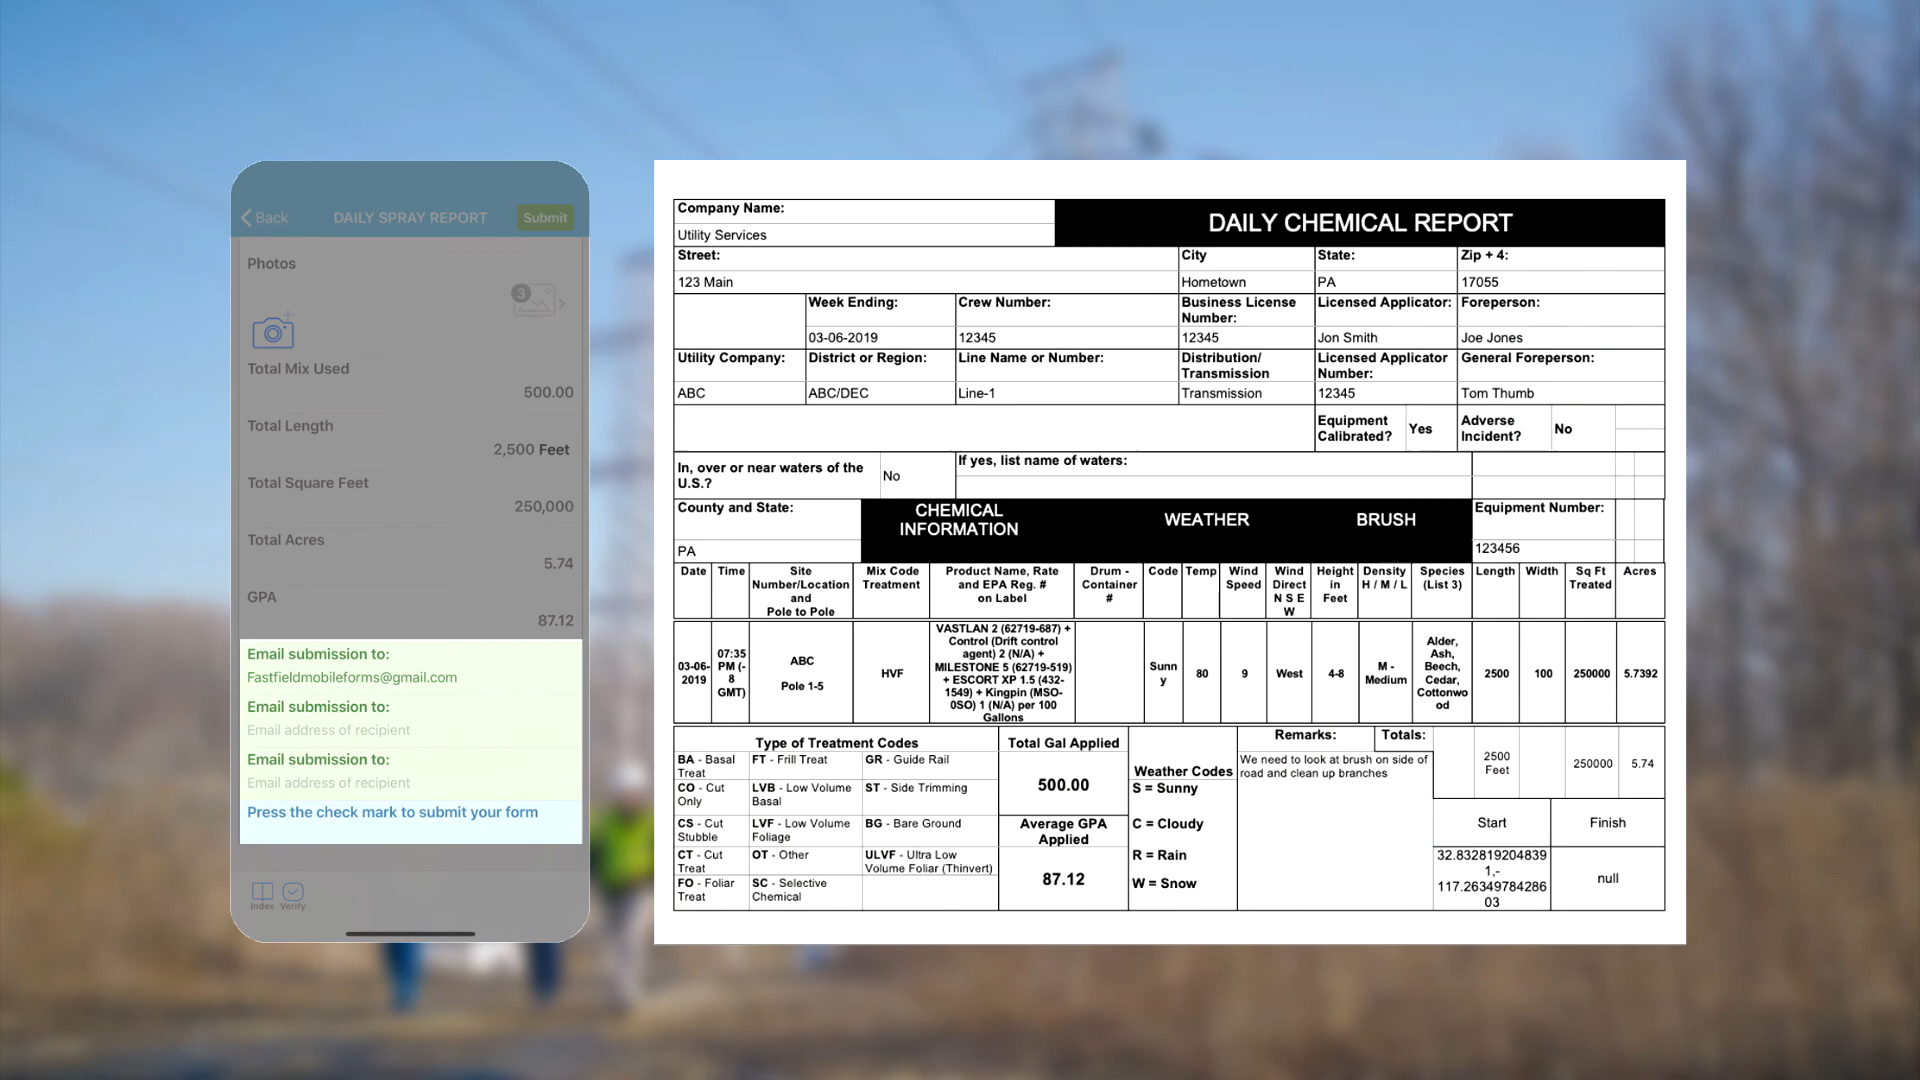 Back
DAILY SPRAY REPORT
Submit
Photos
3
Total Mix Used
500.00
Total Length
2,500 Feet
Total Square Feet
250,000
Total Acres
5.74
GPA
87.12
Email submission to:
Fastfieldmobileforms@gmail.com
Email submission to:
Email address of recipient
Email submission to:
Email address of recipient
Press the check mark to submit your form
Index
Verify
Company Name:
Utility Services
DAILY CHEMICAL REPORT
Street:
City
State:
Zip + 4:
123 Main
Hometown
PA
17055
Week Ending:
Crew Number:
Business License
Number:
Licensed Applicator:
Foreperson:
03-06-2019
12345
12345
Jon Smith
Joe Jones
Utility Company:
District or Region:
Line Name or Number:
Distribution/
Transmission
Licensed Applicator
Number:
General Foreperson:
ABC
ABC/DEC
Line-1
Transmission
12345
Tom Thumb
Equipment
Calibrated?
Yes
Adverse
Incident?
No
In, over or near waters of the
U.S.?
No
If yes, list name of waters:
County and State:
PA
CHEMICAL
INFORMATION
WEATHER
BRUSH
Equipment Number:
123456
Date
Time
Site
Number/Location
and
Pole to Pole
Mix Code
Treatment
Product Name, Rate
and EPA Reg. #
on Label
Drum -
Container
#
Code
Temp
Wind
Speed
Wind
Direct
N S E
W
Height
in
Feet
Density
H / M / L
Species
(List 3)
Length
Width
Sq Ft
Treated
Acres
03-06-
2019
07:35
PM (-
8
GMT)
ABC
Pole 1-5
HVF
VASTLAN 2 (62719-687) +
Control (Drift control
agent) 2 (N/A) +
MILESTONE 5 (62719-519)
+ ESCORT XP 1.5 (432-
1549) + Kingpin (MSO-
0SO) 1 (N/A) per 100
Gallons
Sunn
y
80
9
West
4-8
M -
Medium
Alder,
Ash,
Beech,
Cedar,
Cottonwo
od
2500
100
250000
5.7392
Type of Treatment Codes
BA - Basal
Treat
FT - Frill Treat
GR - Guide Rail
CO - Cut
Only
LVB - Low Volume
Basal
ST - Side Trimming
CS - Cut
Stubble
LVF - Low Volume
Foliage
BG - Bare Ground
CT - Cut
Treat
OT - Other
ULVF - Ultra Low
Volume Foliar (Thinvert)
FO - Foliar
Treat
SC - Selective
Chemical
Total Gal Applied
500.00
Average GPA
Applied
87.12
Weather Codes
S = Sunny
C = Cloudy
R = Rain
W = Snow
Remarks:
We need to look at brush on side of
road and clean up branches
Totals:
2500
Feet
250000
5.74
Start
Finish
32.832819204839
1,-
117.26349784286
03
null